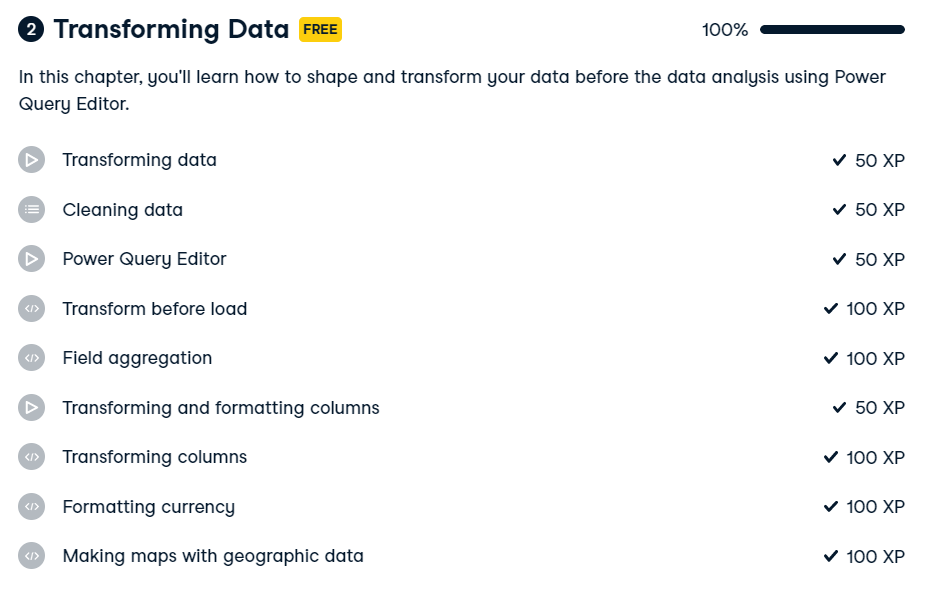 2 Transforming Data FREE 100%
In this chapter, you'll learn how to shape and transform your data before the data analysis using Power
Query Editor.
Transforming data 50 XP
Cleaning data 50 XP
Power Query Editor 50 XP
Transform before load 100 XP
Field aggregation 100 XP
Transforming and formatting columns 50 XP
Transforming columns 100 XP
Formatting currency 100 XP
Making maps with geographic data 100 XP